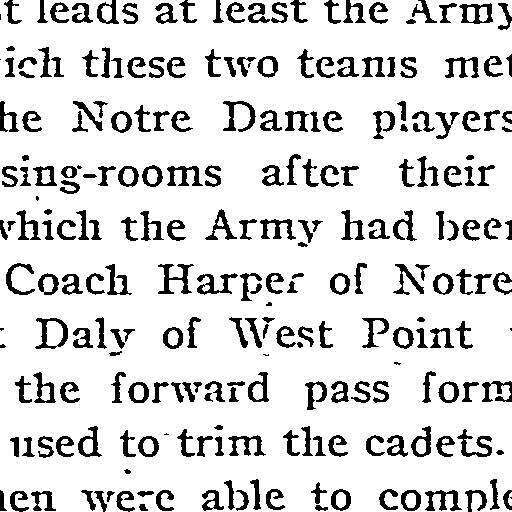 t leads at least the Army
ich these two teams met
he Notre Dame players
sing-rooms after their
which the Army had been
Coach Harper of Notre
t Daly of West Point
the forward pass form
used to trim the cadets.
men were able to comple